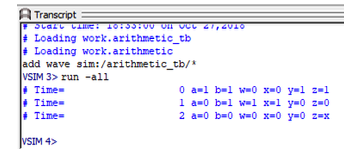 Transcript
# Start time: 18:33:00 on Oct 27,2018
# Loading work.arithmetic_tb
# Loading work.arithmetic
add wave sim:/arithmetic_tb/*
VSIM 3> run -all
# Time= 0 a=1 b=1 w=0 x=0 y=1 z=1
# Time= 1 a=0 b=1 w=1 x=1 y=0 z=0
# Time= 2 a=0 b=0 w=0 x=0 y=0 z=x
VSIM 4>